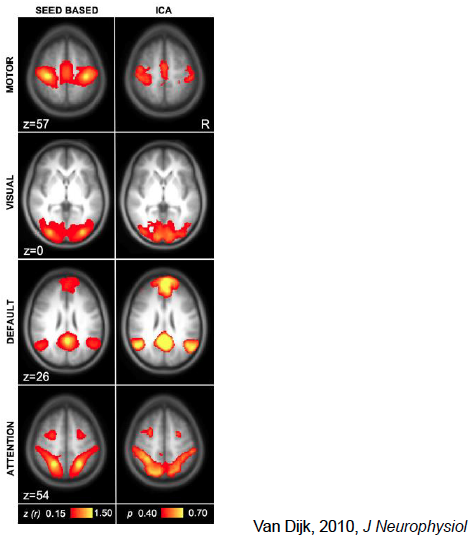 SEED BASED ICA
MOTOR
z=57 R
VISUAL
z=0
DEFAULT
z=26
ATTENTION
z=54
z (r) 0.15 1.50 p 0.40 0.70
Van Dijk, 2010, J Neurophysiol